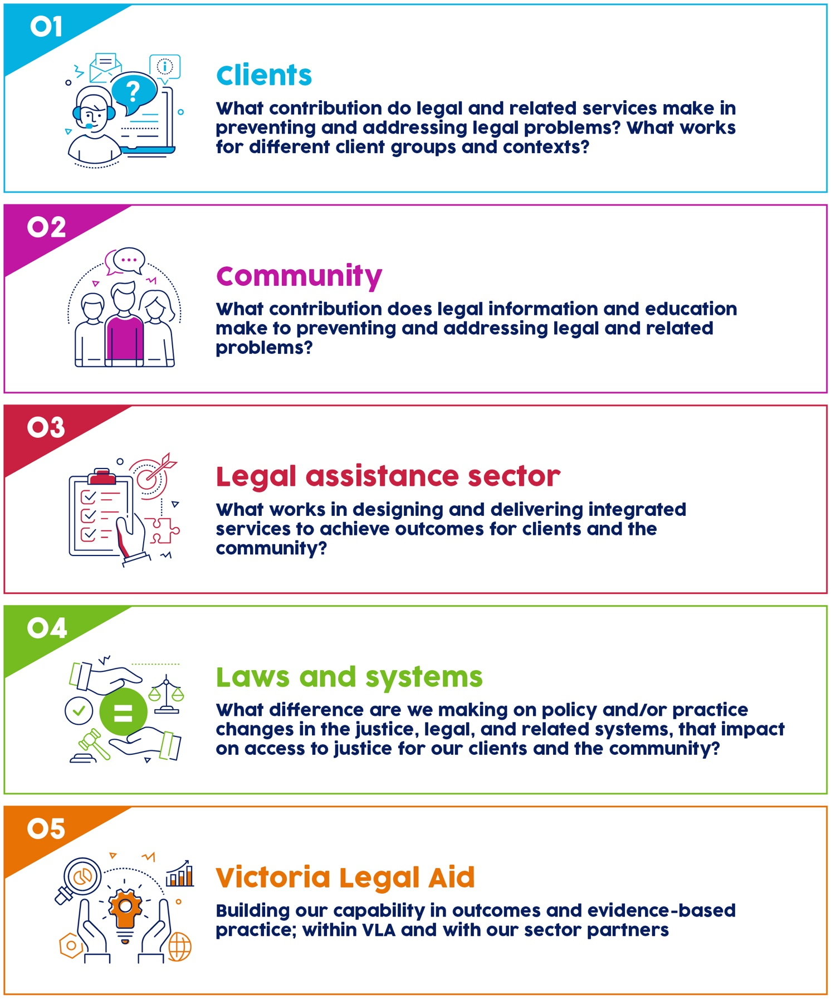 01
?
i
Clients
What contribution do legal and related services make in
preventing and addressing legal problems? What works
for different client groups and contexts?
02
Community
What contribution does legal information and education
make to preventing and addressing legal and related
problems?
03
Legal assistance sector
What works in designing and delivering integrated
services to achieve outcomes for clients and the
community?
04
=
Laws and systems
What difference are we making on policy and/or practice
changes in the justice, legal, and related systems, that impact
on access to justice for our clients and the community?
05
Victoria Legal Aid
Building our capability in outcomes and evidence-based
practice; within VLA and with our sector partners